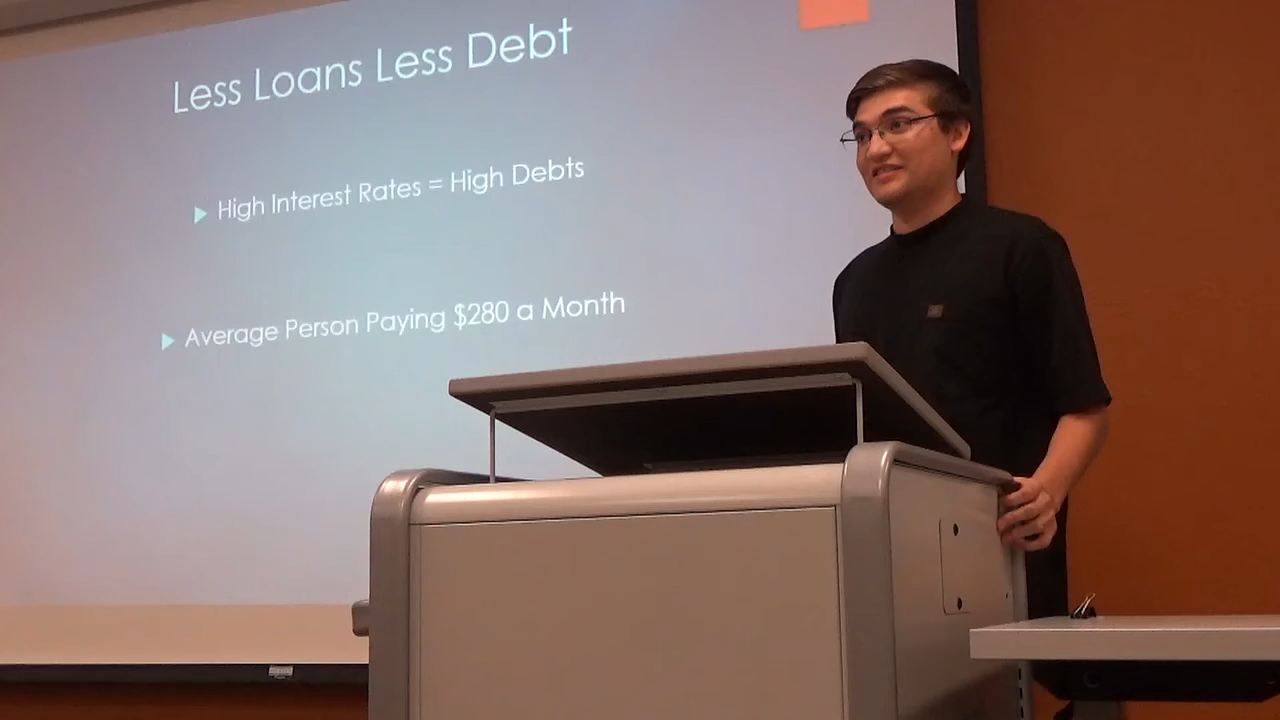 Less Loans Less Debt
High Interest Rates = High Debts
Average Person Paying $280 a Month